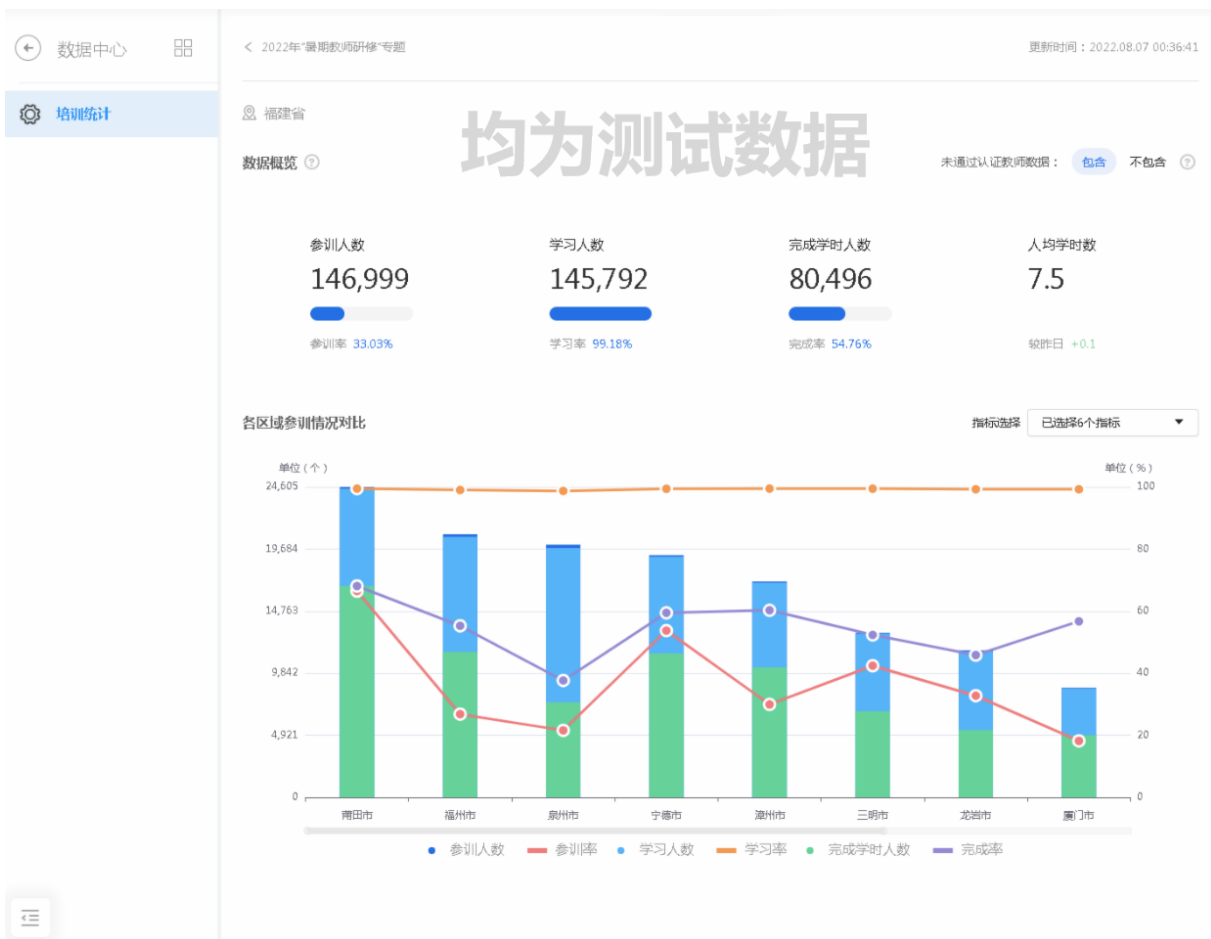 数据中心
< 2022年"暑期教师研修"专题
更新时间：2022.08.07 00:36:41
培训统计
福建省
均为测试数据
数据概览 ?
未通过认证教师数据： 包含 不包含 ?
参训人数 学习人数 完成学时人数 人均学时数
146,999 145,792 80,496 7.5
参训率 33.03% 学习率 99.18% 完成率 54.76% 较昨日 +0.1
各区域参训情况对比
指标选择 已选择6个指标
单位（个） 单位（%）
24,605 100
19,684 80
14,763 60
9,842 40
4,921 20
0 0
莆田市 福州市 泉州市 宁德市 漳州市 三明市 龙岩市 厦门市
参训人数 参训率 学习人数 学习率 完成学时人数 完成率